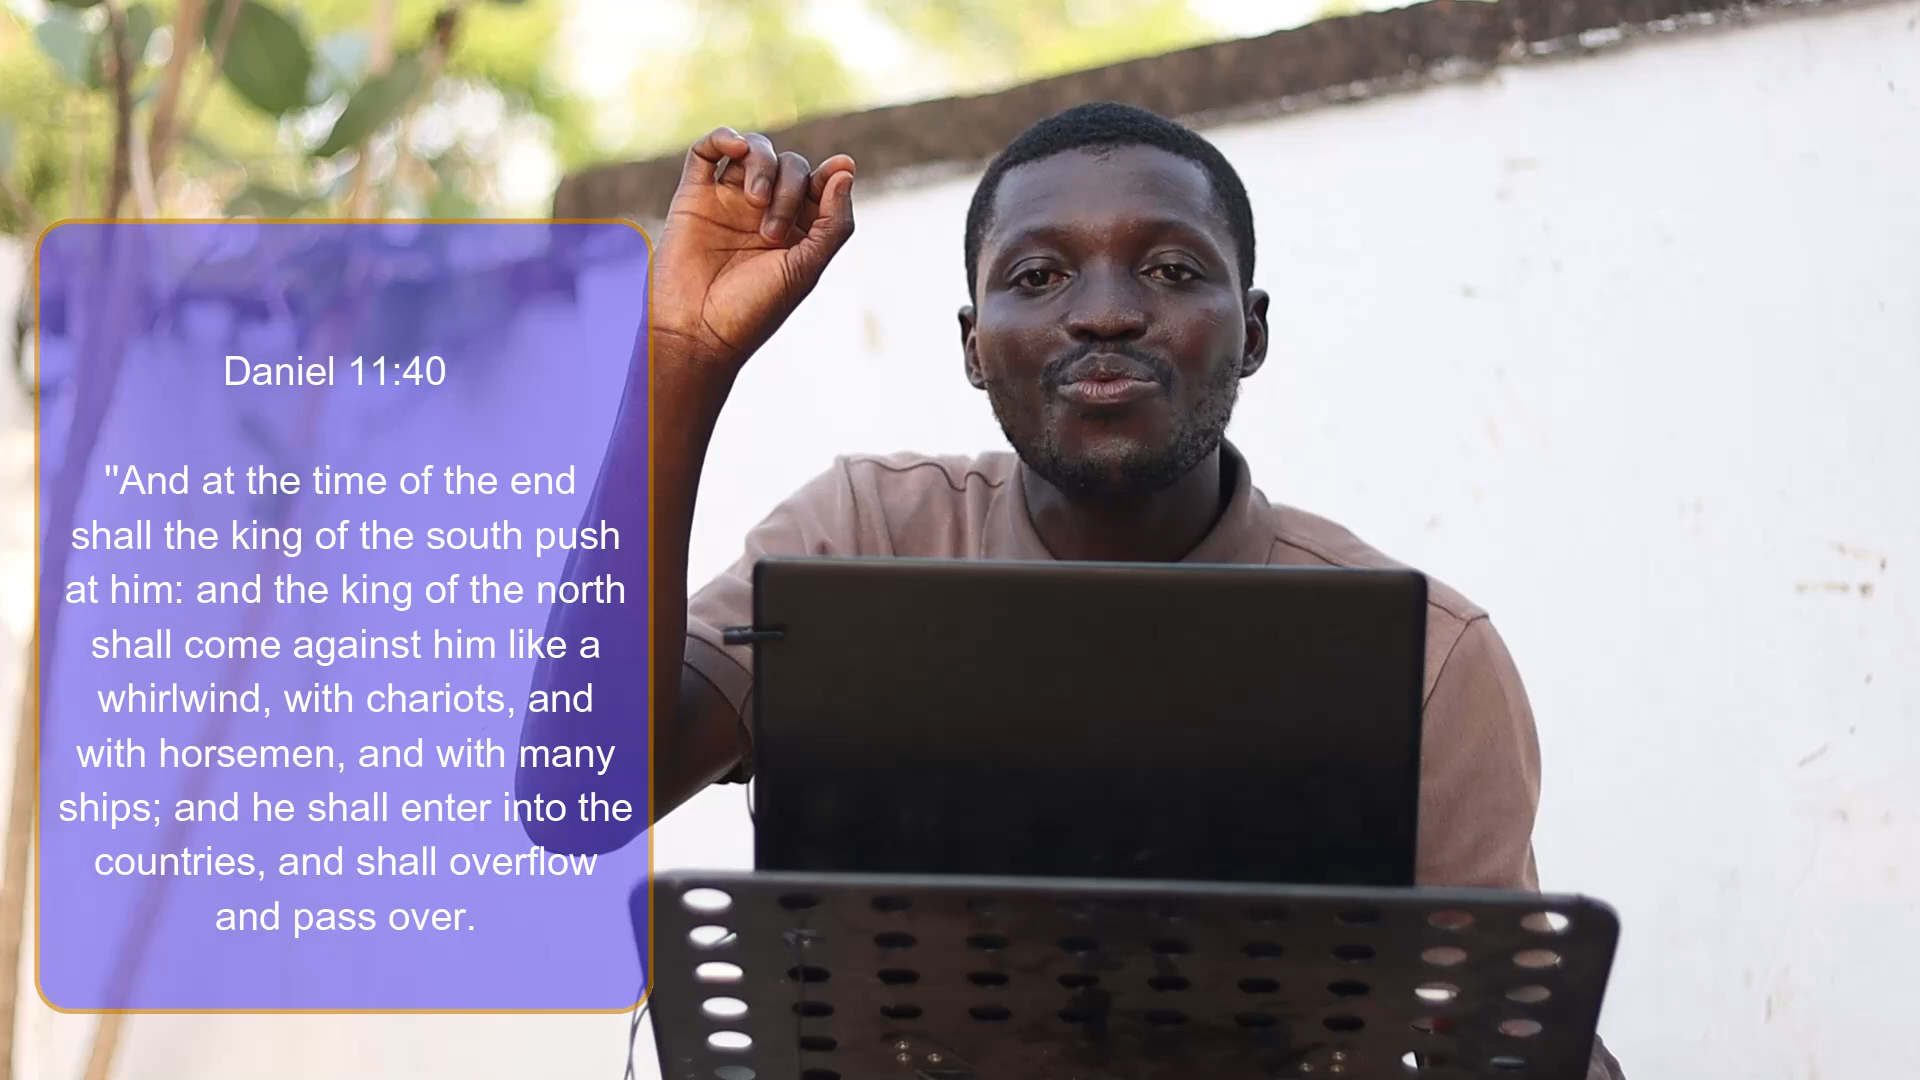 Daniel 11:40
"And at the time of the end
shall the king of the south push
at him: and the king of the north
shall come against him like a
whirlwind, with chariots, and
with horsemen, and with many
ships; and he shall enter into the
countries, and shall overflow
and pass over.